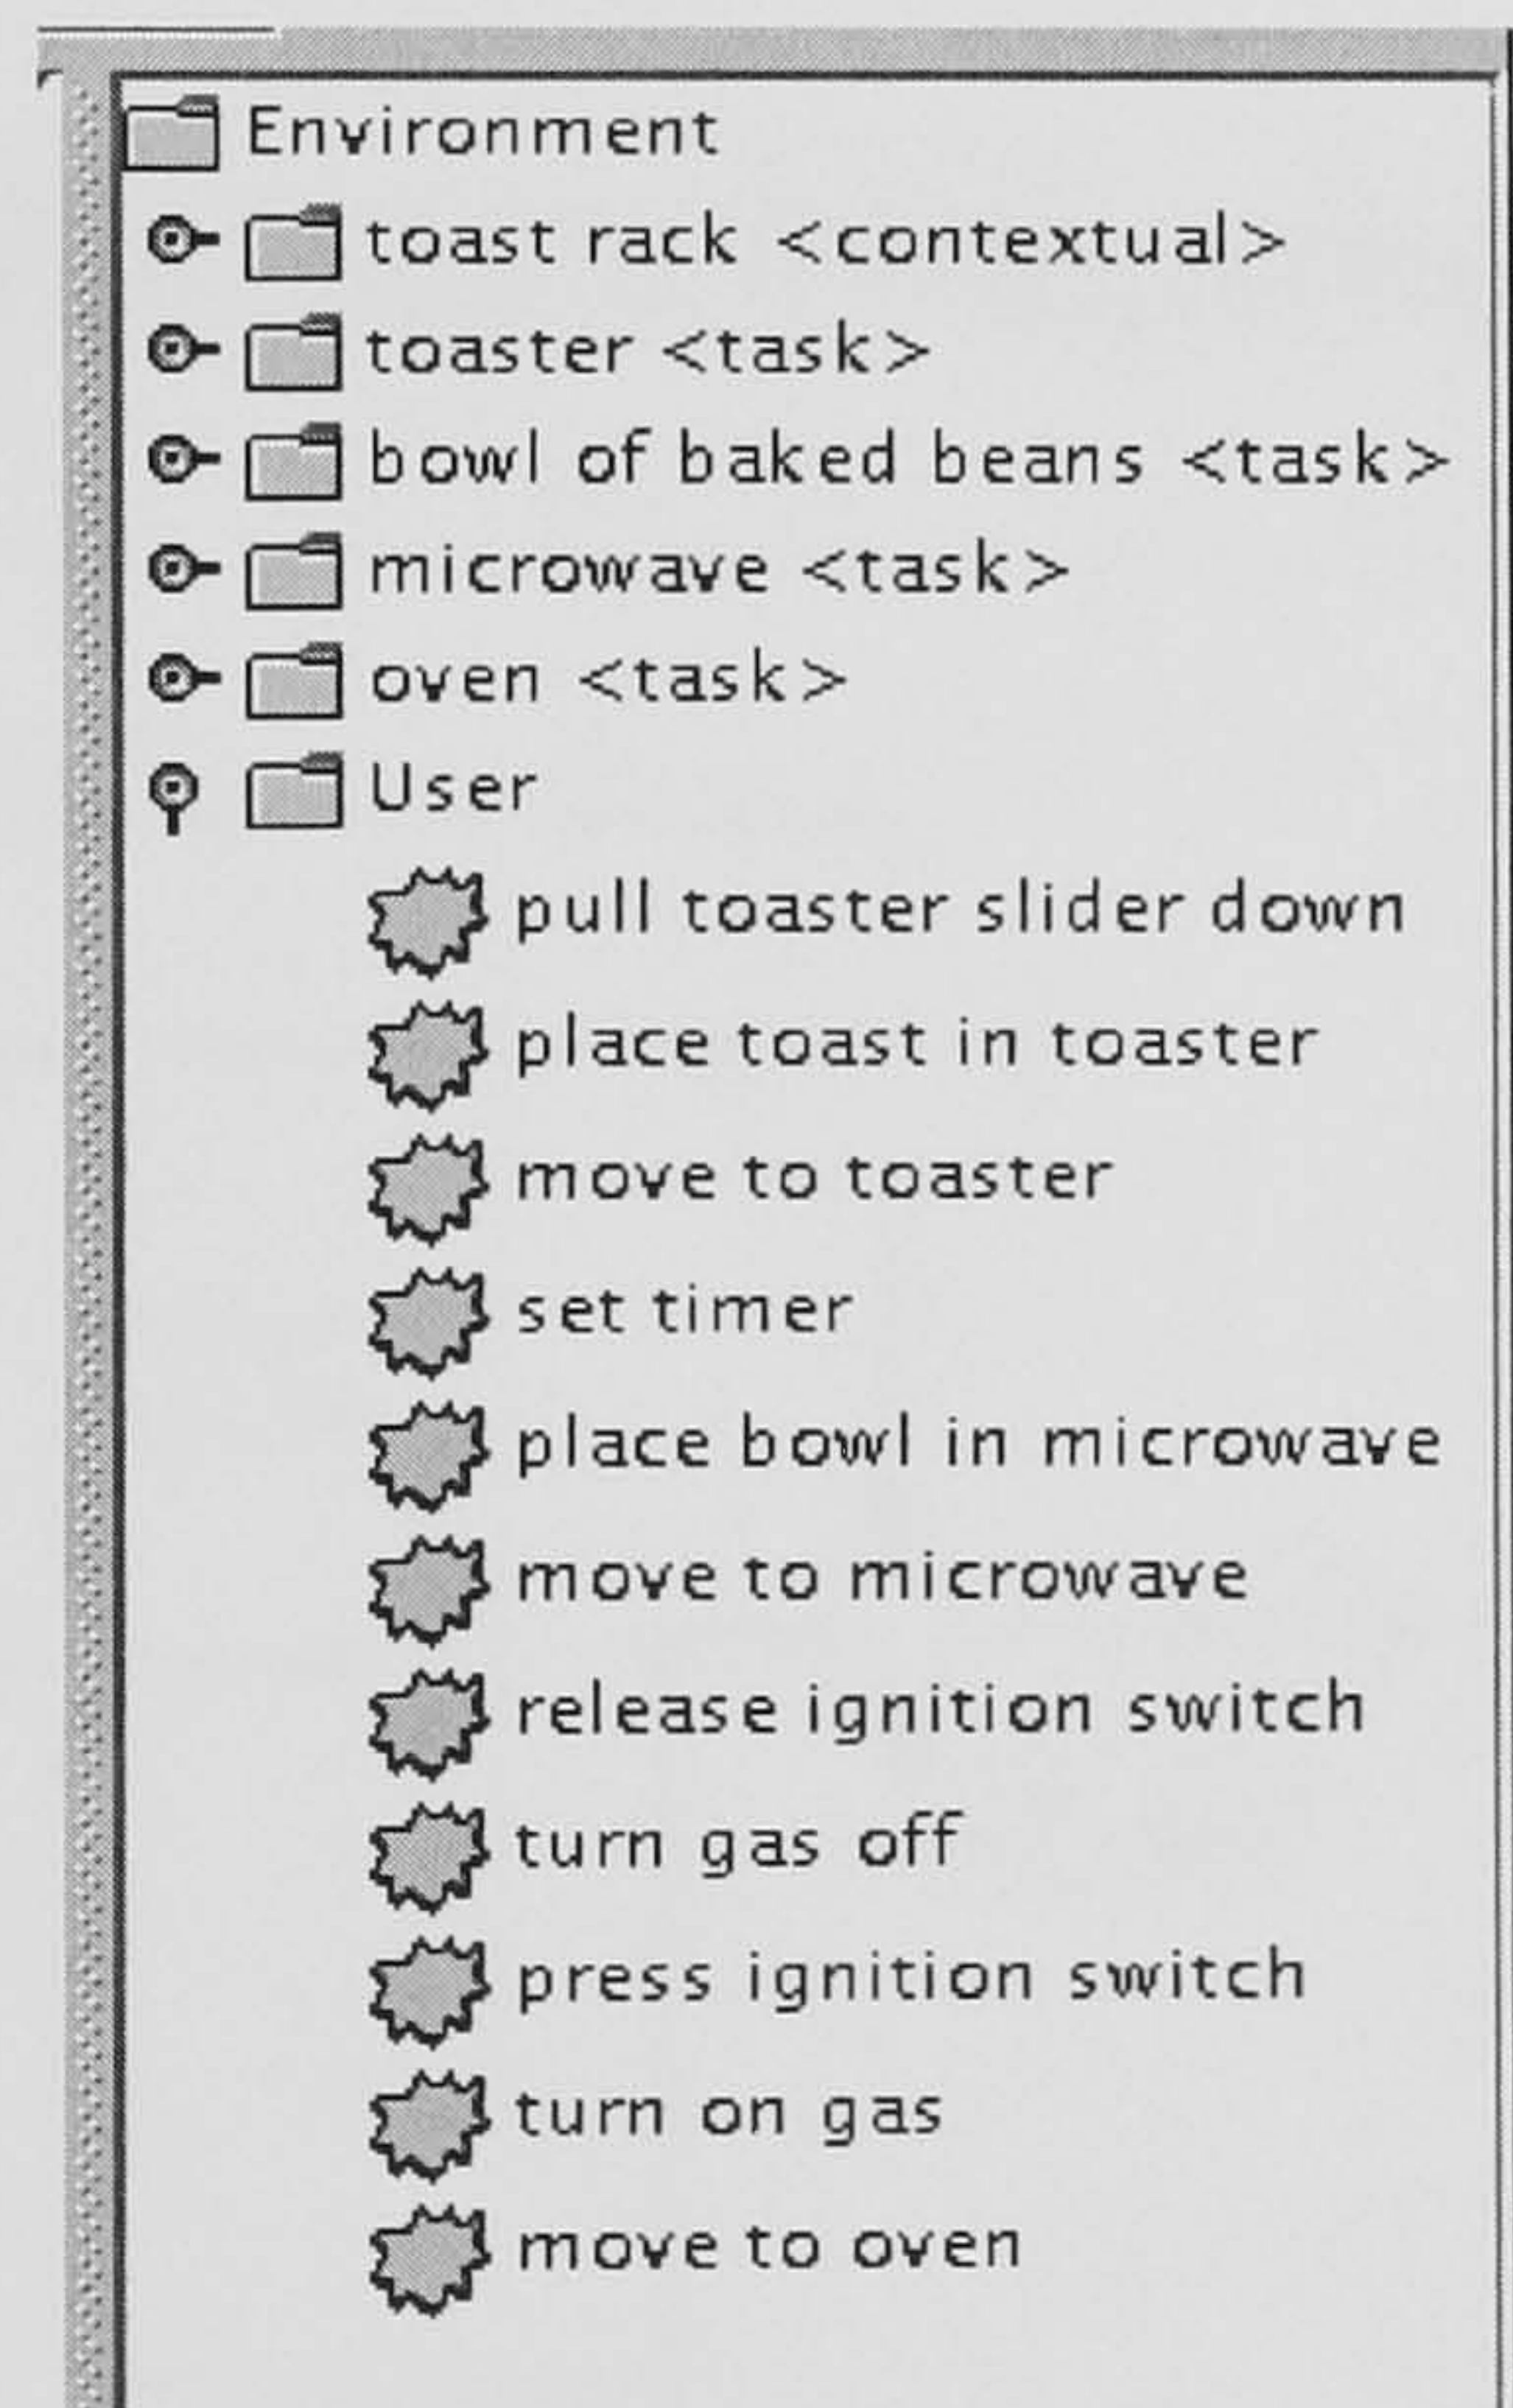 Environment
toast rack <contextual>
toaster <task>
bowl of baked beans <task>
microwave <task>
oven <task>
User
pull toaster slider down
place toast in toaster
move to toaster
set timer
place bowl in microwave
move to microwave
release ignition switch
turn gas off
press ignition switch
turn on gas
move to oven